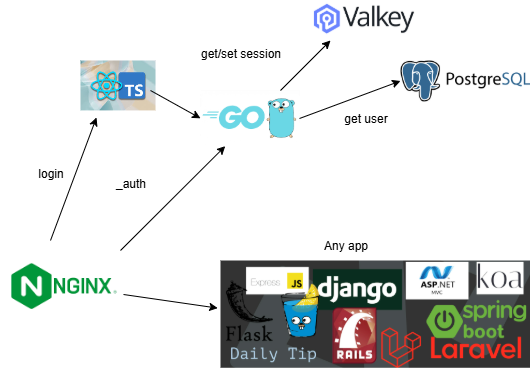 Valkey
get/set session
PostgreSQL
TS
GO
get user
login
_auth
Any app
NGINX
Express
JS
django
ASP.NET
MVC
koa
Flask
spring
boot
Daily Tip
RAILS
Laravel